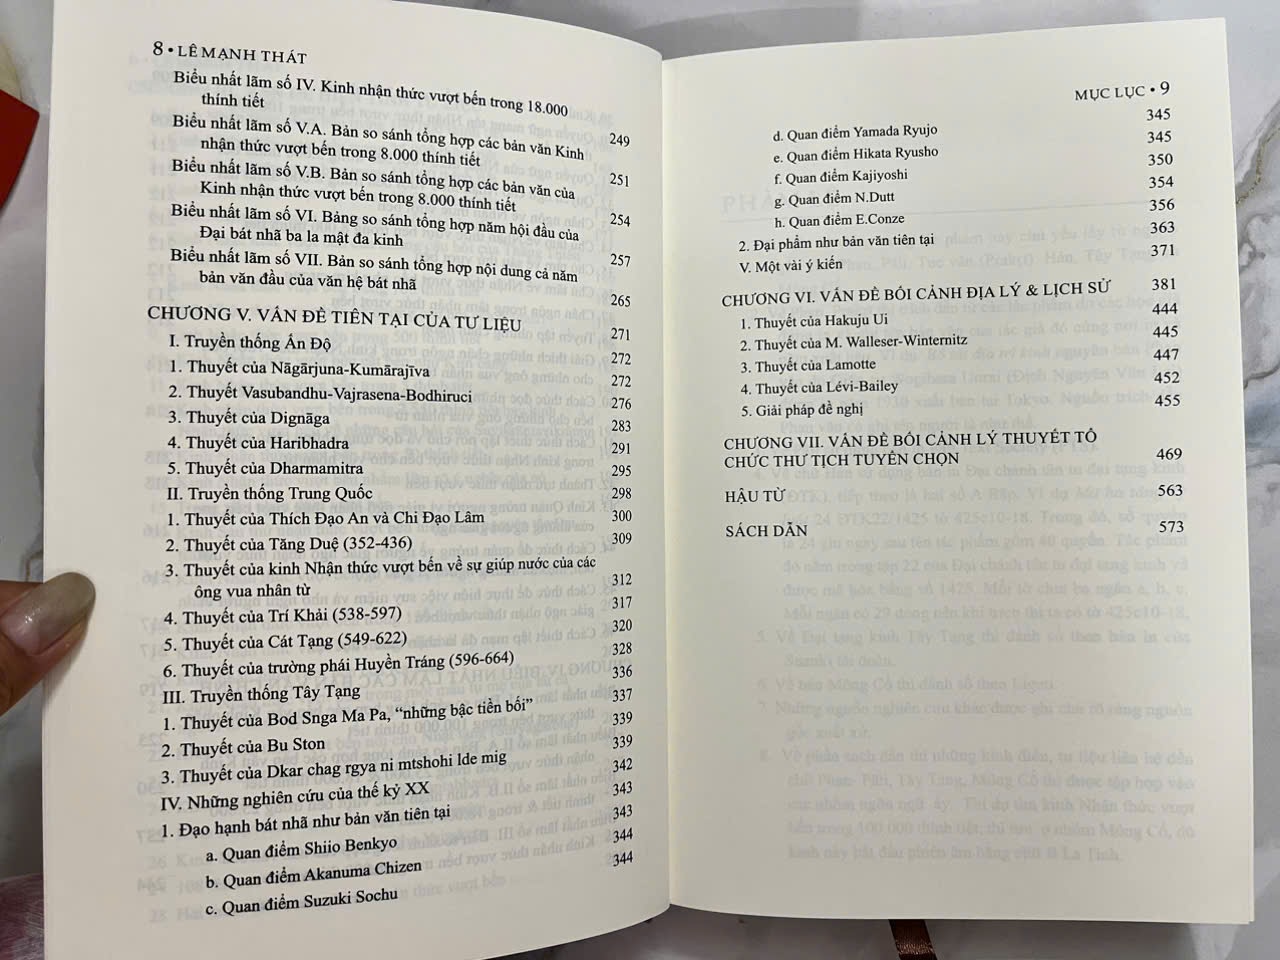 8 • LÊ MẠNH THÁT
Biểu nhất lãm số IV. Kinh nhận thức vượt bến trong 18.000
thính tiết 249
Biểu nhất lãm số V.A. Bản so sánh tổng hợp các bản văn Kinh
nhận thức vượt bến trong 8.000 thính tiết 251
Biểu nhất lãm số V.B. Bản so sánh tổng hợp các bản văn của
Kinh nhận thức vượt bến trong 8.000 thính tiết 254
Biểu nhất lãm số VI. Bảng so sánh tổng hợp năm hội đầu của
Đại bát nhã ba la mật đa kinh 257
Biểu nhất lãm số VII. Bản so sánh tổng hợp nội dung cả năm
bản văn đầu của văn hệ bát nhã 265
CHƯƠNG V. VẤN ĐỀ TIÊN TẠI CỦA TƯ LIỆU 271
I. Truyền thống Ấn Độ 272
1. Thuyết của Nāgārjuna-Kumārajīva 272
2. Thuyết Vasubandhu-Vajrasena-Bodhiruci 276
3. Thuyết của Dignāga 283
4. Thuyết của Haribhadra 291
5. Thuyết của Dharmamitra 295
II. Truyền thống Trung Quốc 298
1. Thuyết của Thích Đạo An và Chi Đạo Lâm 300
2. Thuyết của Tăng Duệ (352-436) 309
3. Thuyết của kinh Nhận thức vượt bến về sự giúp nước của các
ông vua nhân từ 312
4. Thuyết của Trí Khải (538-597) 317
5. Thuyết của Cát Tạng (549-622) 320
6. Thuyết của trường phái Huyền Tráng (596-664) 328
III. Truyền thống Tây Tạng 336
1. Thuyết của Bod Snga Ma Pa, “những bậc tiền bối” 337
2. Thuyết của Bu Ston 339
3. Thuyết của Dkar chag rgya ni mtshohi lde mig 339
IV. Những nghiên cứu của thế kỷ XX 342
1. Đạo hạnh bát nhã như bản văn tiên tại 343
a. Quan điểm Shiio Benkyo 343
b. Quan điểm Akanuma Chizen 344
c. Quan điểm Suzuki Sochu 344
MỤC LỤC • 9
d. Quan điểm Yamada Ryujo 345
e. Quan điểm Hikata Ryusho 345
f. Quan điểm Kajiyoshi 350
g. Quan điểm N.Dutt 354
h. Quan điểm E.Conze 356
2. Đại phẩm như bản văn tiên tại 363
V. Một vài ý kiến 371
CHƯƠNG VI. VẤN ĐỀ BỐI CẢNH ĐỊA LÝ & LỊCH SỬ 381
1. Thuyết của Hakuju Ui 444
2. Thuyết của M. Walleser-Winternitz 445
3. Thuyết của Lamotte 447
4. Thuyết của Lévi-Bailey 452
5. Giải pháp đề nghị 455
CHƯƠNG VII. VẤN ĐỀ BỐI CẢNH LÝ THUYẾT TỔ
CHỨC THƯ TỊCH TUYỂN CHỌN 469
HẬU TỪ 563
SÁCH DẪN 573